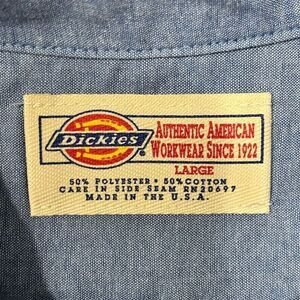 Dickies®
AUTHENTIC AMERICAN
WORKWEAR SINCE 1922
LARGE
50% POLYESTER • 50% COTTON
CARE IN SIDE SEAM RN20697
MADE IN THE U.S.A.